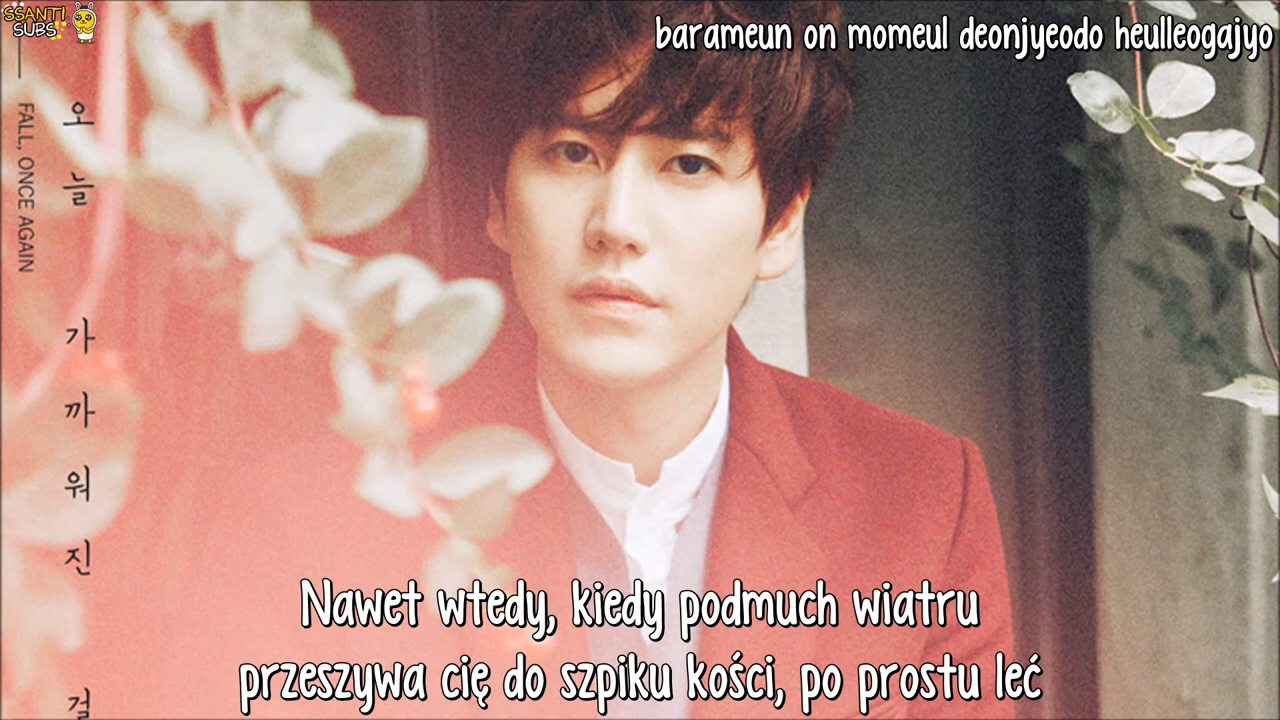 SSANTI
SUBS
barameun on momeul deonjyeodo heulleogajyo
FALL, ONCE AGAIN
오늘 가까워진 걸
Nawet wtedy, kiedy podmuch wiatru
przeszywa cię do szpiku kości, po prostu leć